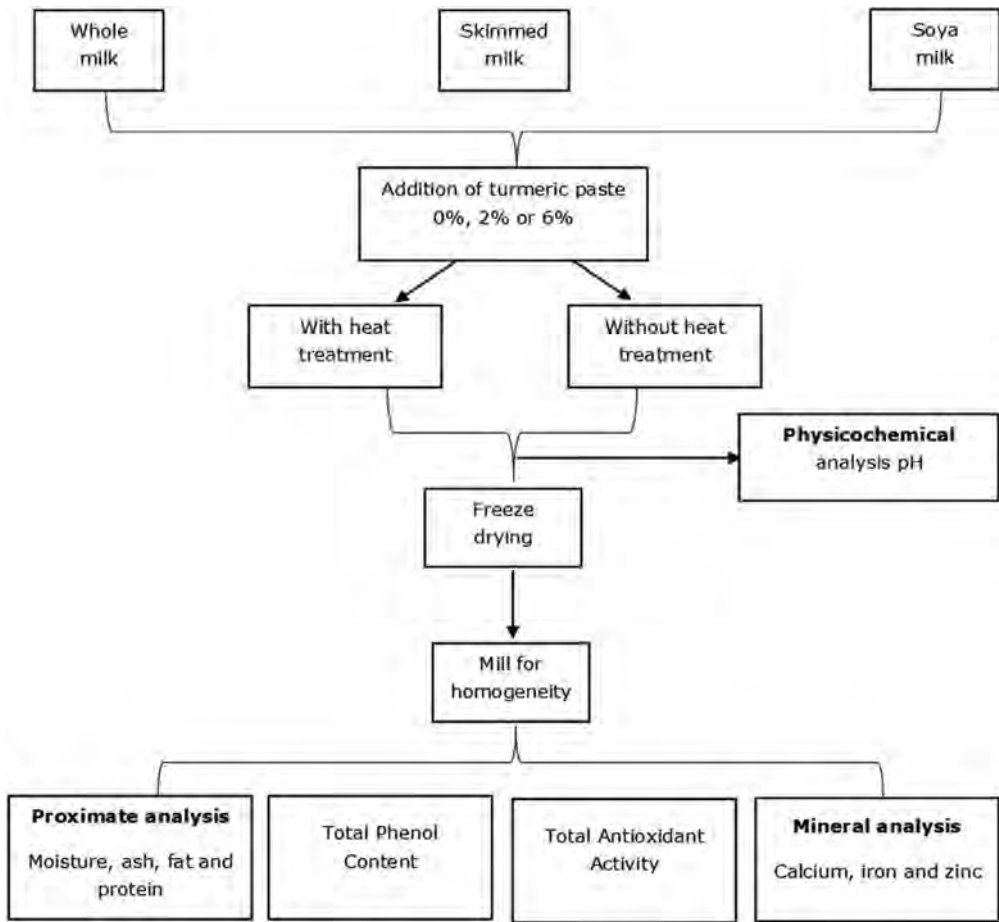 Whole
milk
Skimmed
milk
Soya
milk
Addition of turmeric paste
0%, 2% or 6%
With heat
treatment
Without heat
treatment
Physicochemical
analysis pH
Freeze
drying
Mill for
homogeneity
Proximate analysis
Moisture, ash, fat and
protein
Total Phenol
Content
Total Antioxidant
Activity
Mineral analysis
Calcium, iron and zinc